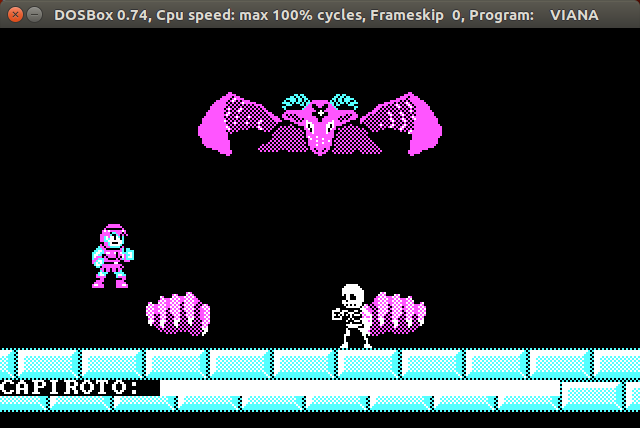 DOSBox 0.74, Cpu speed: max 100% cycles, Frameskip 0, Program: VIANA
CAPIROTO: